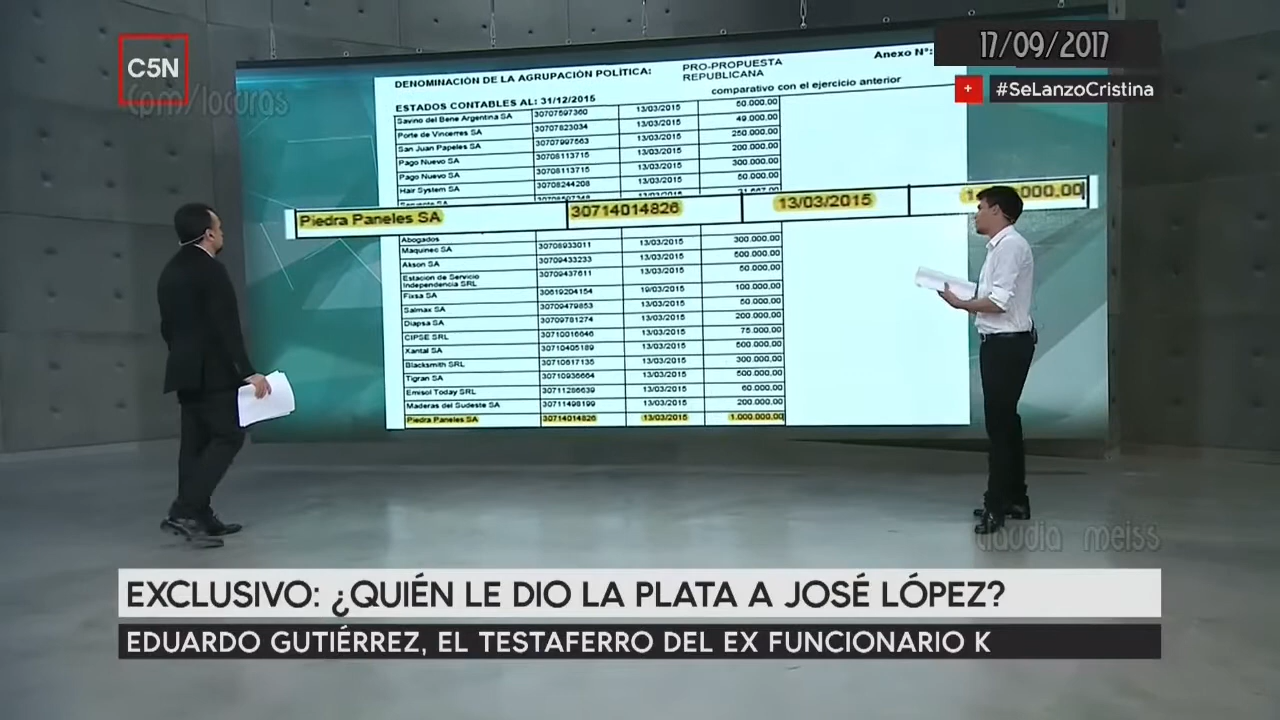 C5N
Cpm/locuras
17/09/2017
+ #SeLanzoCristina
DENOMINACIÓN DE LA AGRUPACIÓN POLÍTICA: PRO-PROPUESTA REPUBLICANA Anexo N°:
ESTADOS CONTABLES AL: 31/12/2015 comparativo con el ejercicio anterior
Savino del Bene Argentina SA 30707597360 13/03/2015 50.000.00
Porte de Vincerres SA 30707823034 13/03/2015 49.000.00
San Juan Papeles SA 30707997563 13/03/2015 250.000.00
Pago Nuevo SA 30708113715 13/03/2015 200.000.00
Pago Nuevo SA 30708113715 13/03/2015 300.000.00
Hair System SA 30708244208 13/03/2015 50.000.00
Piedra Paneles SA 30714014826 13/03/2015 000.00
Abogados
Maquinec SA 30708933011 13/03/2015 300.000.00
Akson SA 30709433233 13/03/2015 500.000.00
Estacion de Servicio Independencia SRL 30709437611 13/03/2015 50.000.00
Fixsa SA 30619204154 19/03/2015 100.000.00
Salmax SA 30709479853 13/03/2015 50.000.00
Diapsa SA 30709781274 13/03/2015 200.000.00
CIPSE SRL 30710016046 13/03/2015 75.000.00
Xantal SA 30710405189 13/03/2015 500.000.00
Blacksmith SRL 30710617135 13/03/2015 300.000.00
Tigran SA 30710936664 13/03/2015 500.000.00
Emisol Today SRL 30711286639 13/03/2015 60.000.00
Maderas del Sudeste SA 30711498199 13/03/2015 200.000.00
Piedra Paneles SA 30714014826 13/03/2015 1.000.000,00
claudia meiss
EXCLUSIVO: ¿QUIÉN LE DIO LA PLATA A JOSÉ LÓPEZ?
EDUARDO GUTIÉRREZ, EL TESTAFERRO DEL EX FUNCIONARIO K